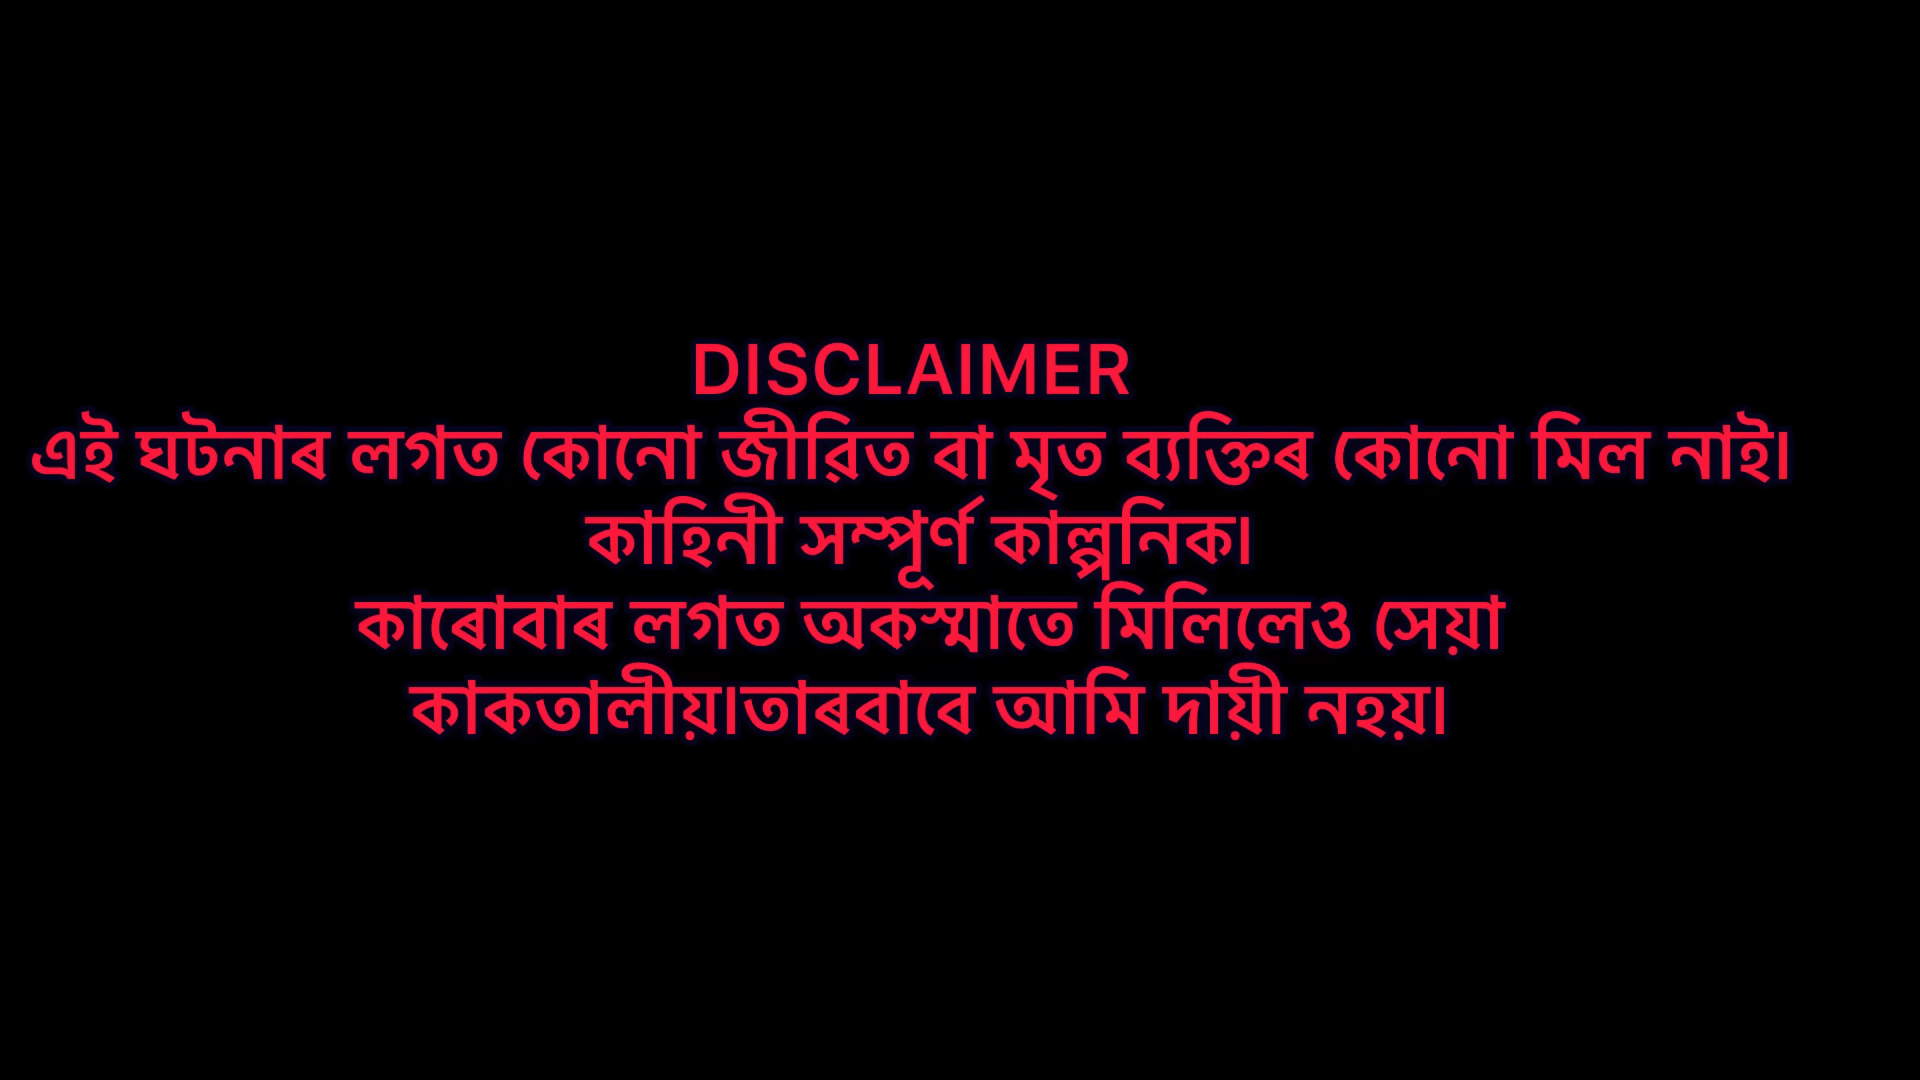 DISCLAIMER
এই ঘটনাৰ লগত কোনো জীৱিত বা মৃত ব্যক্তিৰ কোনো মিল নাই।
কাহিনী সম্পূৰ্ণ কাল্পনিক।
কাৰোবাৰ লগত অকস্মাতে মিলিলেও সেয়া
কাকতালীয়।তাৰবাবে আমি দায়ী নহয়।